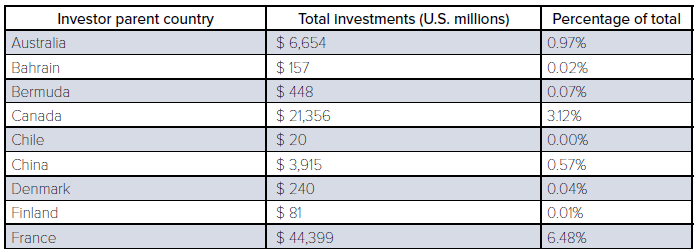 Investor parent country Total investments (U.S. millions) Percentage of total
Australia $ 6,654 0.97%
Bahrain $ 157 0.02%
Bermuda $ 448 0.07%
Canada $ 21,356 3.12%
Chile $ 20 0.00%
China $ 3,915 0.57%
Denmark $ 240 0.04%
Finland $ 81 0.01%
France $ 44,399 6.48%